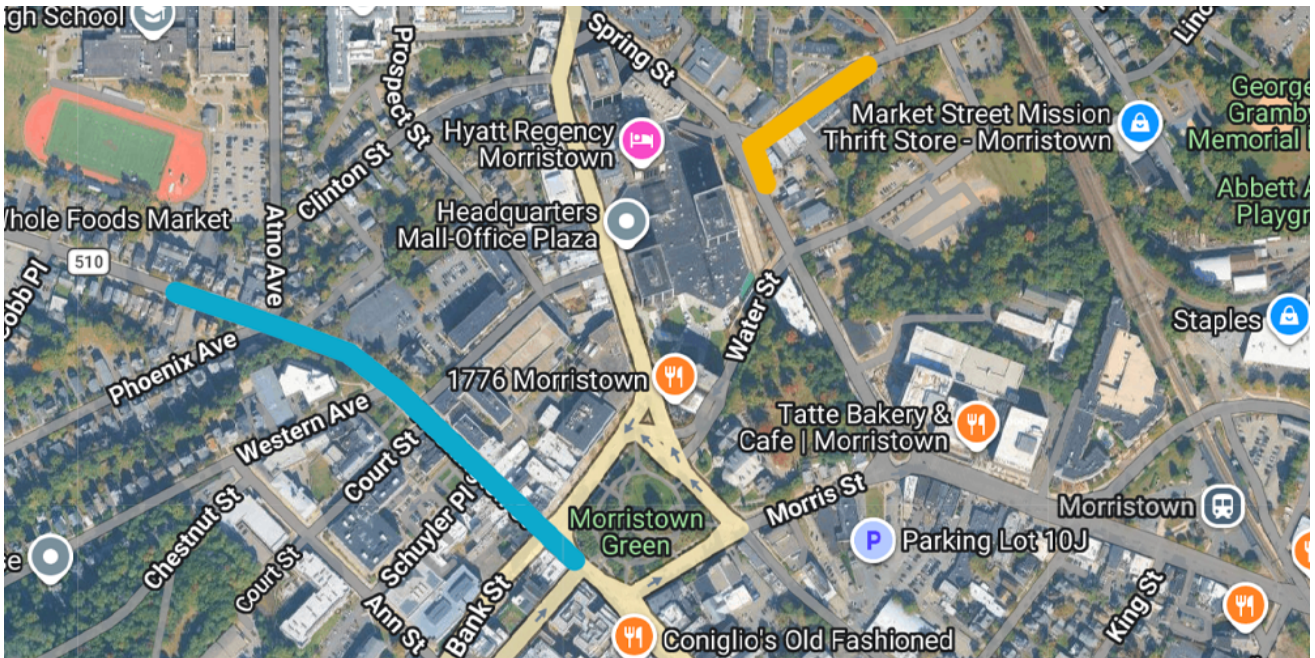 gh School
Prospect St
Spring St
Linc
Hyatt Regency
Morristown
Market Street Mission
Thrift Store - Morristown
George
Gramb
Memorial
Clinton St
Abbett A
Playgr
Whole Foods Market
Atno Ave
Headquarters
Mall-Office Plaza
510
Cobb Pl
Phoenix Ave
Water St
Staples
1776 Morristown
Western Ave
Tatte Bakery &
Cafe | Morristown
Court St
Schuyler Pl
Morris St
Morristown
Chestnut St
Morristown
Green
P
Parking Lot 10J
Court St
Ann St
Bank St
King St
Coniglio's Old Fashioned